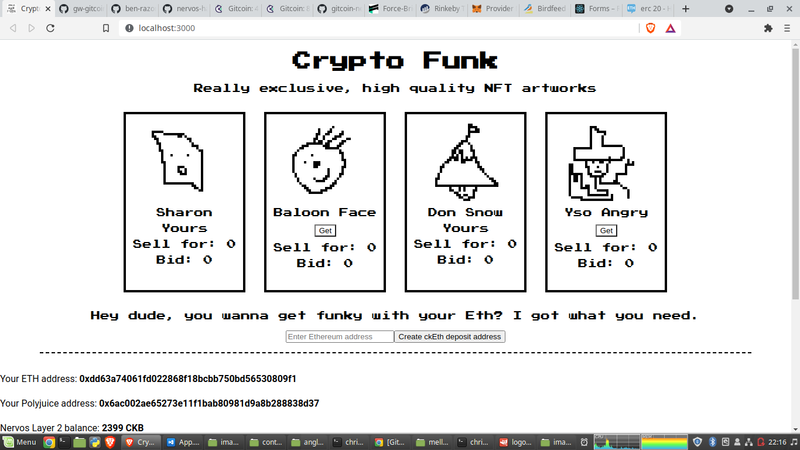 Crypt
gw-gitco
ben-razo
nervos-h
Gitcoin: A
Gitcoin: E
gitcoin-n
Force-Bri
Rinkeby
Provider
Birdfeed
Forms –
erc 20 -
localhost:3000
Crypto Funk
Really exclusive, high quality NFT artworks
Sharon
Yours
Sell for: 0
Bid: 0
Baloon Face
Get
Sell for: 0
Bid: 0
Don Snow
Yours
Sell for: 0
Bid: 0
Yso Angry
Get
Sell for: 0
Bid: 0
Hey dude, you wanna get funky with your Eth? I got what you need.
Enter Ethereum address
Create ckEth deposit address
Your ETH address: 0xdd63a74061fd022868f18bcbb750bd56530809f1
Your Polyjuice address: 0x6ac002ae65273e11f1bab80981d9a8b288838d37
Nervos Layer 2 balance: 2399 CKB
Menu
Cry...
App....
ima...
cont...
angl...
chri...
[Git...
mell...
chri...
logo...
ima...
22:16